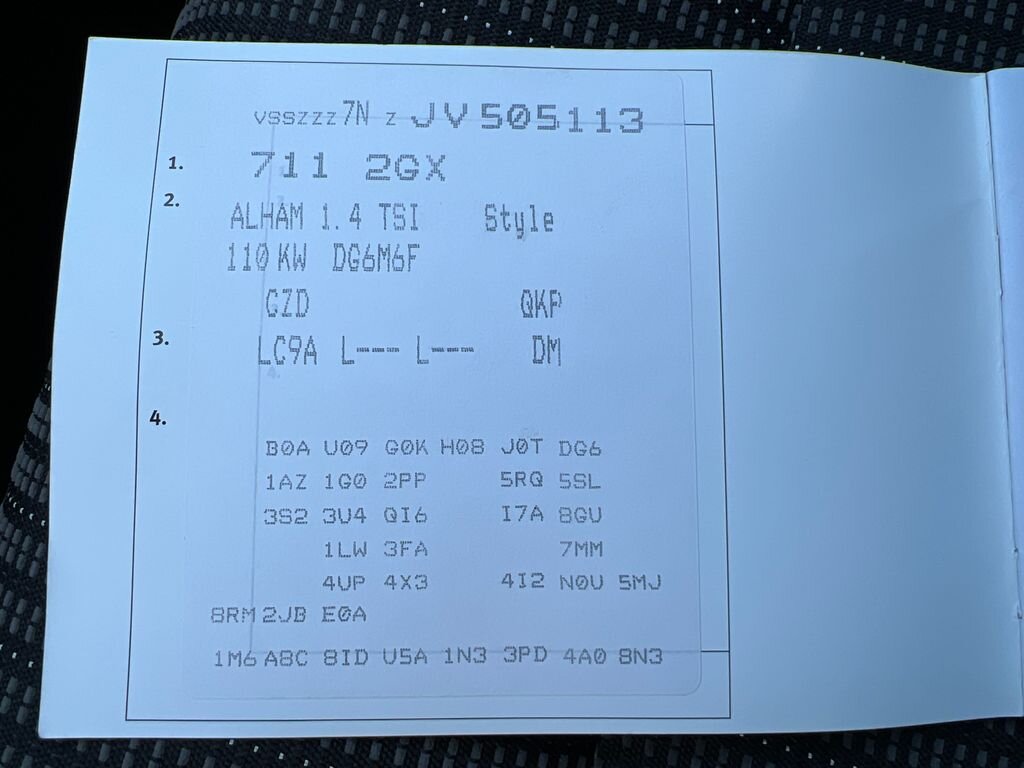 VSSZZZ7N Z JV505113
1. 711 2GX
2. ALHAM 1.4 TSI Style
110 KW DG6M6F
CZD QKP
3. LC9A L--- L--- DM
4.
B0A U09 G0K H08 J0T DG6
1AZ 1G0 2PP 5RQ 5SL
3S2 3U4 QI6 I7A 8GU
1LW 3FA 7MM
4UP 4X3 4I2 N0U 5MJ
8RM 2JB E0A
1M6 A8C 8ID U5A 1N3 3PD 4A0 8N3